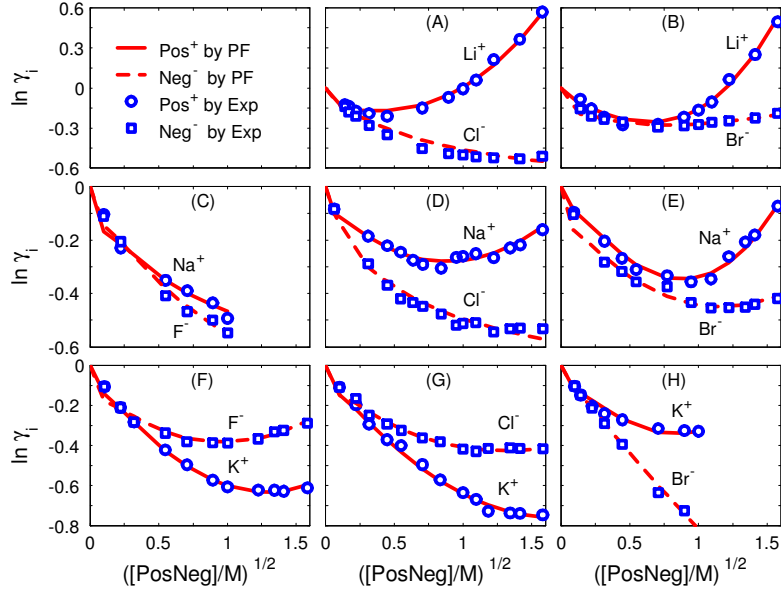 0.6
0.3
0
-0.3
-0.6
ln γi
Pos+ by PF
Neg- by PF
Pos+ by Exp
Neg- by Exp
(A)
Li+
Cl-
(B)
Li+
Br-
0
-0.2
-0.4
-0.6
ln γi
(C)
Na+
F-
(D)
Na+
Cl-
(E)
Na+
Br-
0
-0.2
-0.4
-0.6
-0.8
ln γi
(F)
F-
K+
(G)
Cl-
K+
(H)
K+
Br-
0 0.5 1 1.5
0 0.5 1 1.5
0 0.5 1 1.5
([PosNeg]/M) 1/2
([PosNeg]/M) 1/2
([PosNeg]/M) 1/2